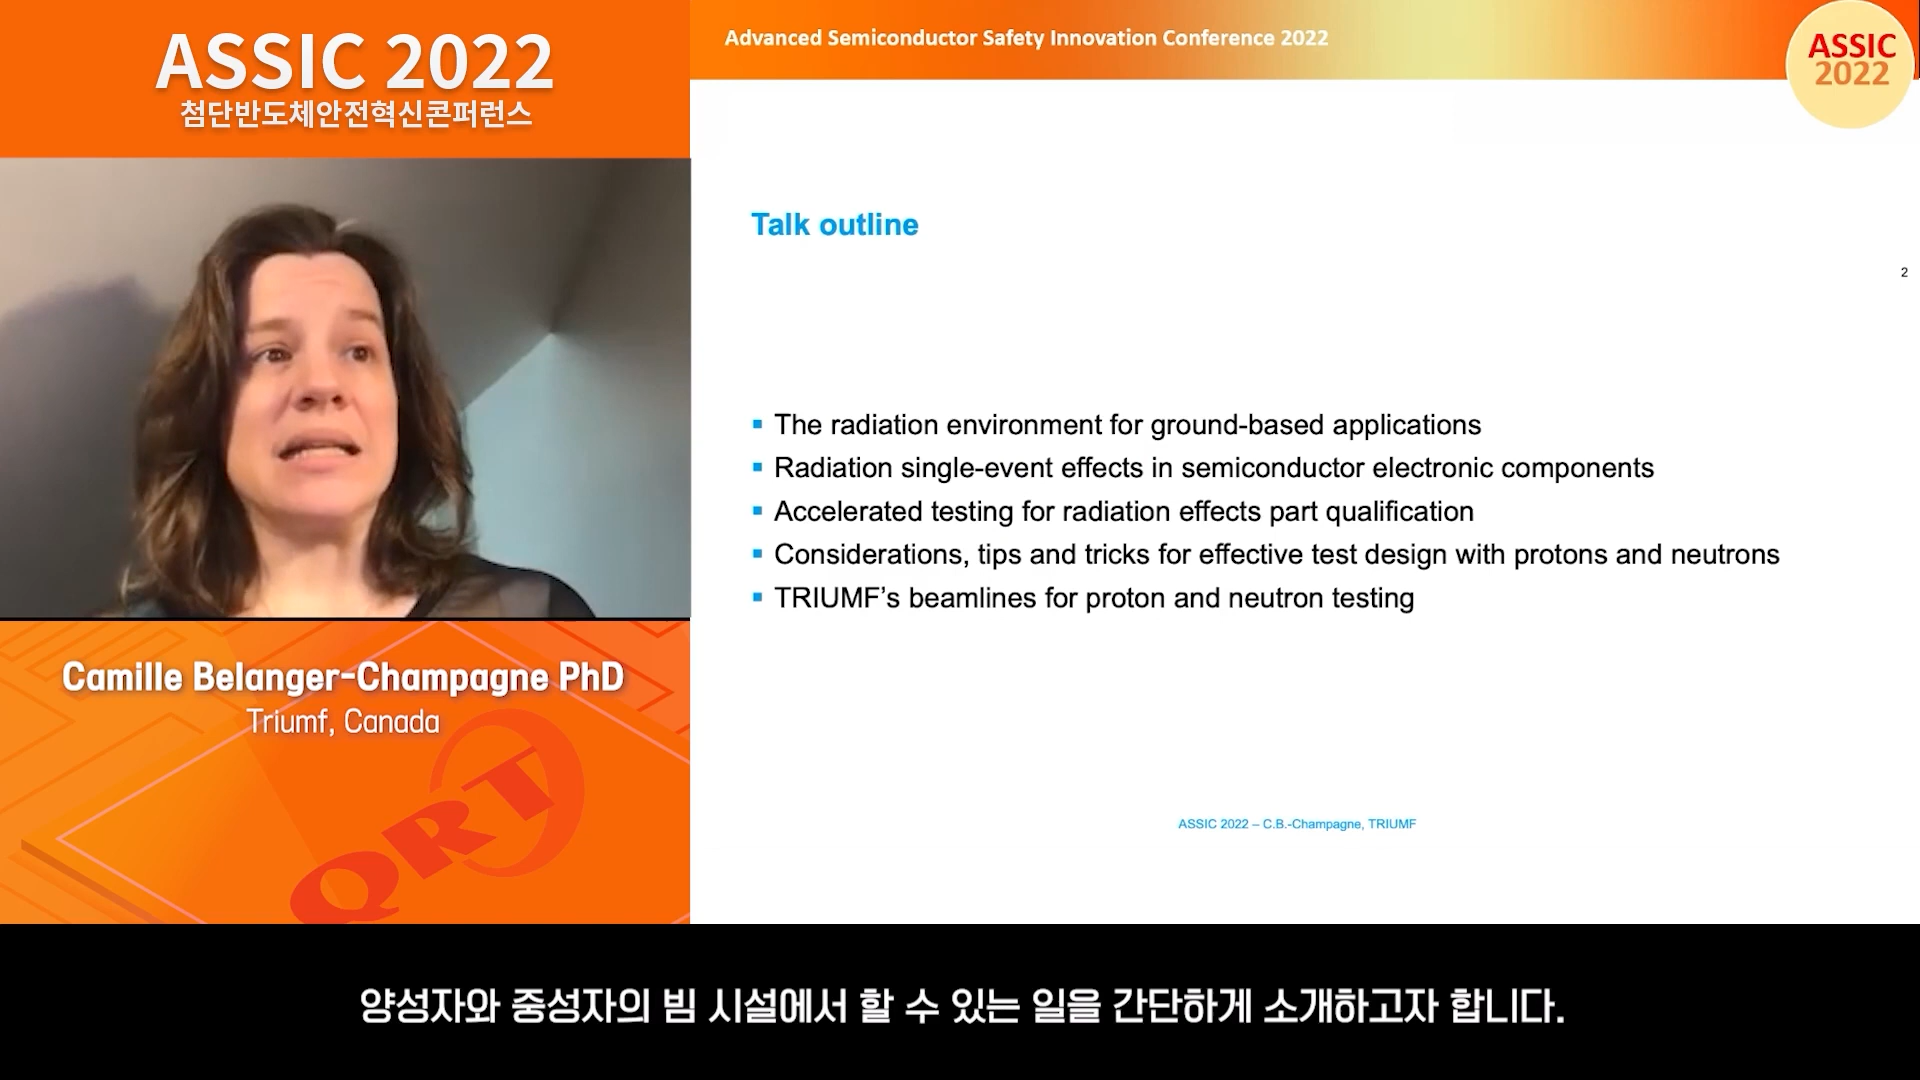 ASSIC 2022
첨단반도체안전혁신콘퍼런스
Advanced Semiconductor Safety Innovation Conference 2022
ASSIC
2022
Talk outline
2
▪ The radiation environment for ground-based applications
▪ Radiation single-event effects in semiconductor electronic components
▪ Accelerated testing for radiation effects part qualification
▪ Considerations, tips and tricks for effective test design with protons and neutrons
▪ TRIUMF’s beamlines for proton and neutron testing
ASSIC 2022 – C.B.-Champagne, TRIUMF
Camille Belanger-Champagne PhD
Triumf, Canada
QRT
양성자와 중성자의 빔 시설에서 할 수 있는 일을 간단하게 소개하고자 합니다.